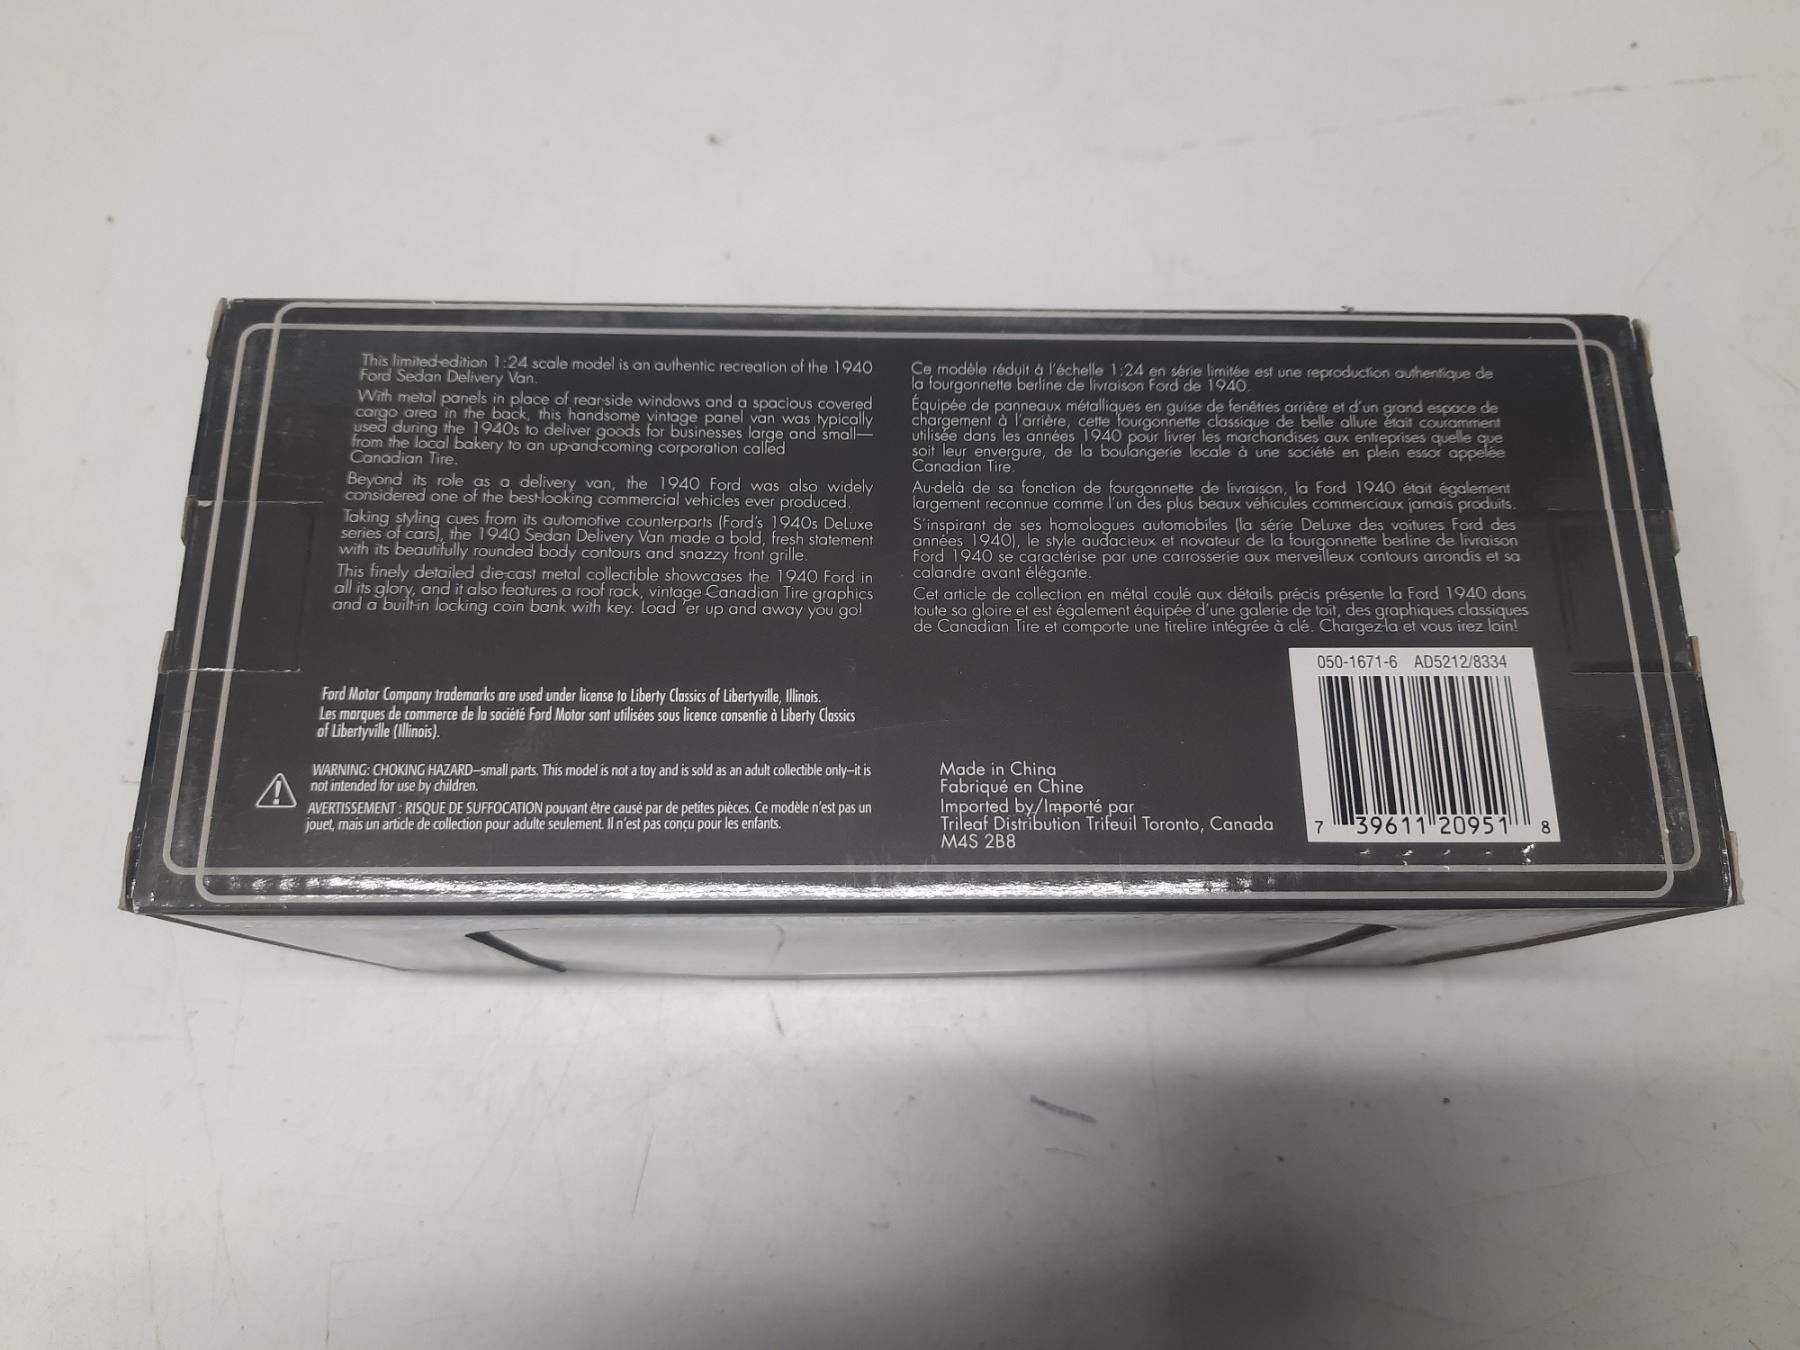 This limited-edition 1:24 scale model is an authentic recreation of the 1940
Ford Sedan Delivery Van.
With metal panels in place of rear-side windows and a spacious covered
cargo area in the back, this handsome vintage panel van was typically
used during the 1940s to deliver goods for businesses large and small—
from the local bakery to an up-and-coming corporation called
Canadian Tire.
Beyond its role as a delivery van, the 1940 Ford was also widely
considered one of the best-looking commercial vehicles ever produced.
Taking styling cues from its automotive counterparts (Ford's 1940s DeLuxe
series of cars), the 1940 Sedan Delivery Van made a bold, fresh statement
with its beautifully rounded body contours and snazzy front grille.
This finely detailed die-cast metal collectible showcases the 1940 Ford in
all its glory, and it also features a roof rack, vintage Canadian Tire graphics
and a built-in locking coin bank with key. Load 'er up and away you go!
Ford Motor Company trademarks are used under license to Liberty Classics of Libertyville, Illinois.
Les marques de commerce de la société Ford Motor sont utilisées sous licence consentie à Liberty Classics
of Libertyville (Illinois).
WARNING: CHOKING HAZARD–small parts. This model is not a toy and is sold as an adult collectible only–it is
not intended for use by children.
AVERTISSEMENT : RISQUE DE SUFFOCATION pouvant être causé par de petites pièces. Ce modèle n'est pas un
jouet, mais un article de collection pour adulte seulement. Il n'est pas conçu pour les enfants.
Ce modèle réduit à l'échelle 1:24 en série limitée est une reproduction authentique de
la fourgonnette berline de livraison Ford de 1940.
Équipée de panneaux métalliques en guise de fenêtres arrière et d'un grand espace de
chargement à l'arrière, cette fourgonnette classique de belle allure était couramment
utilisée dans les années 1940 pour livrer les marchandises aux entreprises quelle que
soit leur envergure, de la boulangerie locale à une société en plein essor appelée
Canadian Tire.
Au-delà de sa fonction de fourgonnette de livraison, la Ford 1940 était également
largement reconnue comme l'un des plus beaux véhicules commerciaux jamais produits.
S'inspirant de ses homologues automobiles (la série DeLuxe des voitures Ford des
années 1940), le style audacieux et novateur de la fourgonnette berline de livraison
Ford 1940 se caractérise par une carrosserie aux merveilleux contours arrondis et sa
calandre avant élégante.
Cet article de collection en métal coulé aux détails précis présente la Ford 1940 dans
toute sa gloire et est également équipée d'une galerie de toit, des graphiques classiques
de Canadian Tire et comporte une tirelire intégrée à clé. Chargez-la et vous irez loin!
Made in China
Fabriqué en Chine
Imported by/Importé par
Trileaf Distribution Trifeuil Toronto, Canada
M4S 2B8
050-1671-6 AD5212/8334
7 39611 20951 8